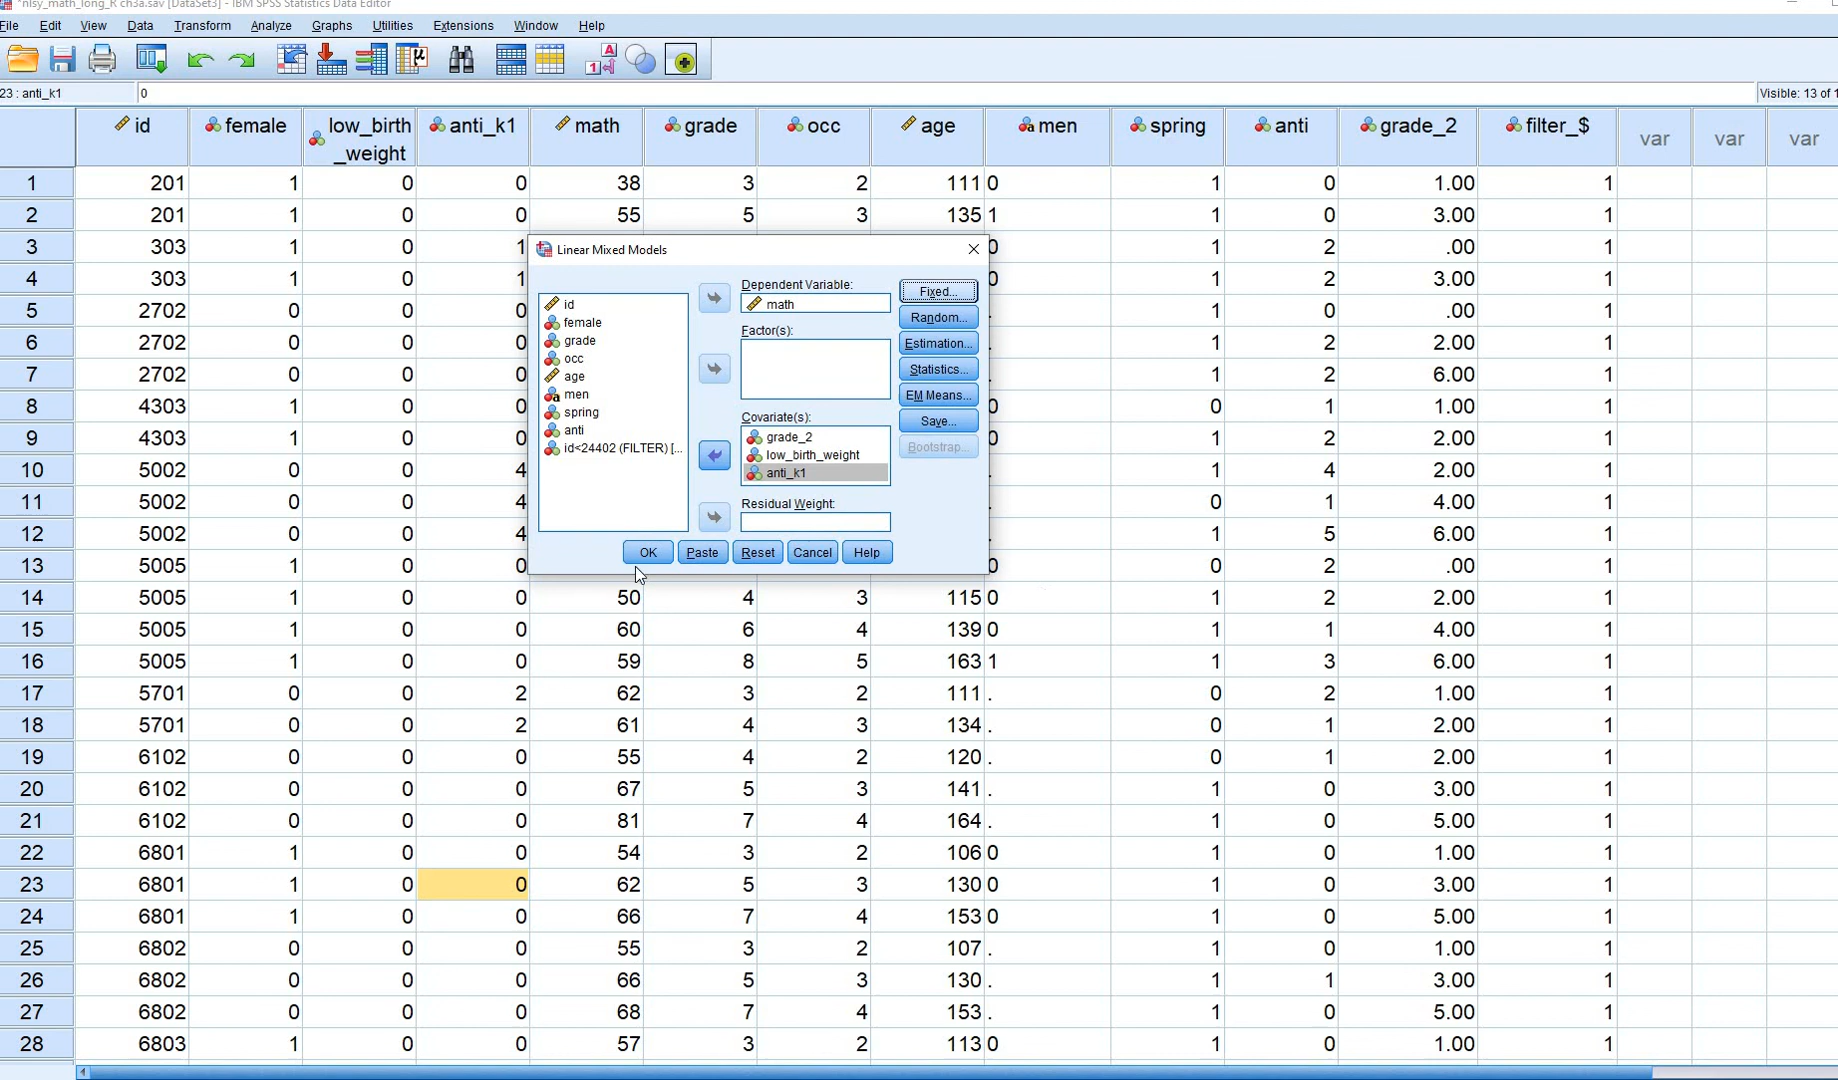 *nlsy_math_long_R ch3a.sav [DataSet3] - IBM SPSS Statistics Data Editor
File Edit View Data Transform Analyze Graphs Utilities Extensions Window Help
23 : anti_k1 0 Visible: 13 of 1
id female low_birth_weight anti_k1 math grade occ age men spring anti grade_2 filter_$ var var var
1 201 1 0 0 38 3 2 111 0 1 0 1.00 1
2 201 1 0 0 55 5 3 135 1 1 0 3.00 1
3 303 1 0 1 0 1 2 .00 1
4 303 1 0 1 0 1 2 3.00 1
5 2702 0 0 0 . 1 0 .00 1
6 2702 0 0 0 . 1 2 2.00 1
7 2702 0 0 0 . 1 2 6.00 1
8 4303 1 0 0 0 0 1 1.00 1
9 4303 1 0 0 0 1 2 2.00 1
10 5002 0 0 4 . 1 4 2.00 1
11 5002 0 0 4 . 0 1 4.00 1
12 5002 0 0 4 . 1 5 6.00 1
13 5005 1 0 0 0 0 2 .00 1
14 5005 1 0 0 50 4 3 115 0 1 2 2.00 1
15 5005 1 0 0 60 6 4 139 0 1 1 4.00 1
16 5005 1 0 0 59 8 5 163 1 1 3 6.00 1
17 5701 0 0 2 62 3 2 111 . 0 2 1.00 1
18 5701 0 0 2 61 4 3 134 . 0 1 2.00 1
19 6102 0 0 0 55 4 2 120 . 0 1 2.00 1
20 6102 0 0 0 67 5 3 141 . 1 0 3.00 1
21 6102 0 0 0 81 7 4 164 . 1 0 5.00 1
22 6801 1 0 0 54 3 2 106 0 1 0 1.00 1
23 6801 1 0 0 62 5 3 130 0 1 0 3.00 1
24 6801 1 0 0 66 7 4 153 0 1 0 5.00 1
25 6802 0 0 0 55 3 2 107 . 1 0 1.00 1
26 6802 0 0 0 66 5 3 130 . 1 1 3.00 1
27 6802 0 0 0 68 7 4 153 . 1 0 5.00 1
28 6803 1 0 0 57 3 2 113 0 1 0 1.00 1
Linear Mixed Models
id
female
grade
occ
age
men
spring
anti
id<24402 (FILTER) [...
Dependent Variable:
math
Factor(s):
Covariate(s):
grade_2
low_birth_weight
anti_k1
Residual Weight:
Fixed...
Random...
Estimation...
Statistics...
EM Means...
Save...
Bootstrap...
OK Paste Reset Cancel Help